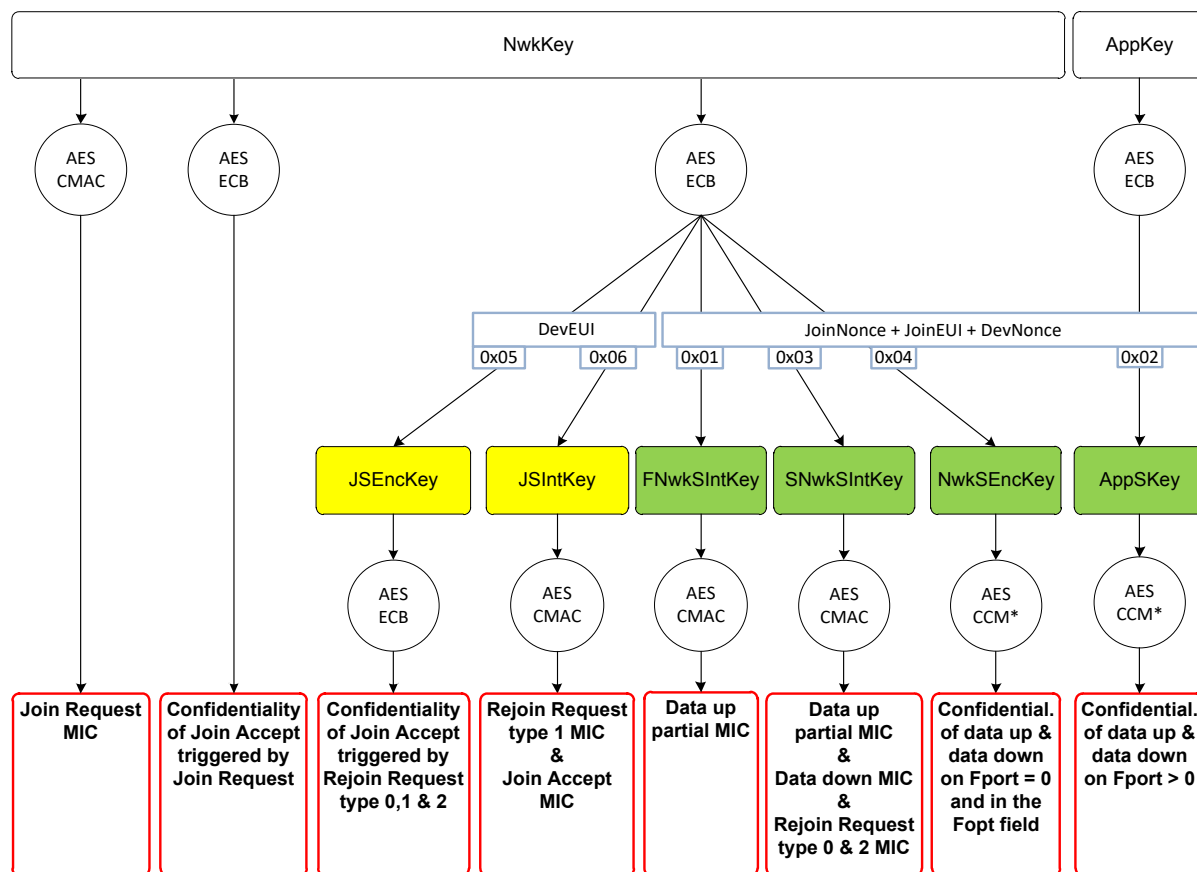 NwkKey
AppKey
AES
CMAC
AES
ECB
AES
ECB
AES
ECB
DevEUI
JoinNonce + JoinEUI + DevNonce
0x05
0x06
0x01
0x03
0x04
0x02
JSEncKey
JSIntKey
FNwkSIntKey
SNwkSIntKey
NwkSEncKey
AppSKey
AES
ECB
AES
CMAC
AES
CMAC
AES
CMAC
AES
CCM*
AES
CCM*
Join Request
MIC
Confidentiality
of Join Accept
triggered by
Join Request
Confidentiality
of Join Accept
triggered by
Rejoin Request
type 0,1 & 2
Rejoin Request
type 1 MIC
&
Join Accept
MIC
Data up
partial MIC
Data up
partial MIC
&
Data down MIC
&
Rejoin Request
type 0 & 2 MIC
Confidential.
of data up &
data down
on Fport = 0
and in the
Fopt field
Confidential.
of data up &
data down
on Fport > 0